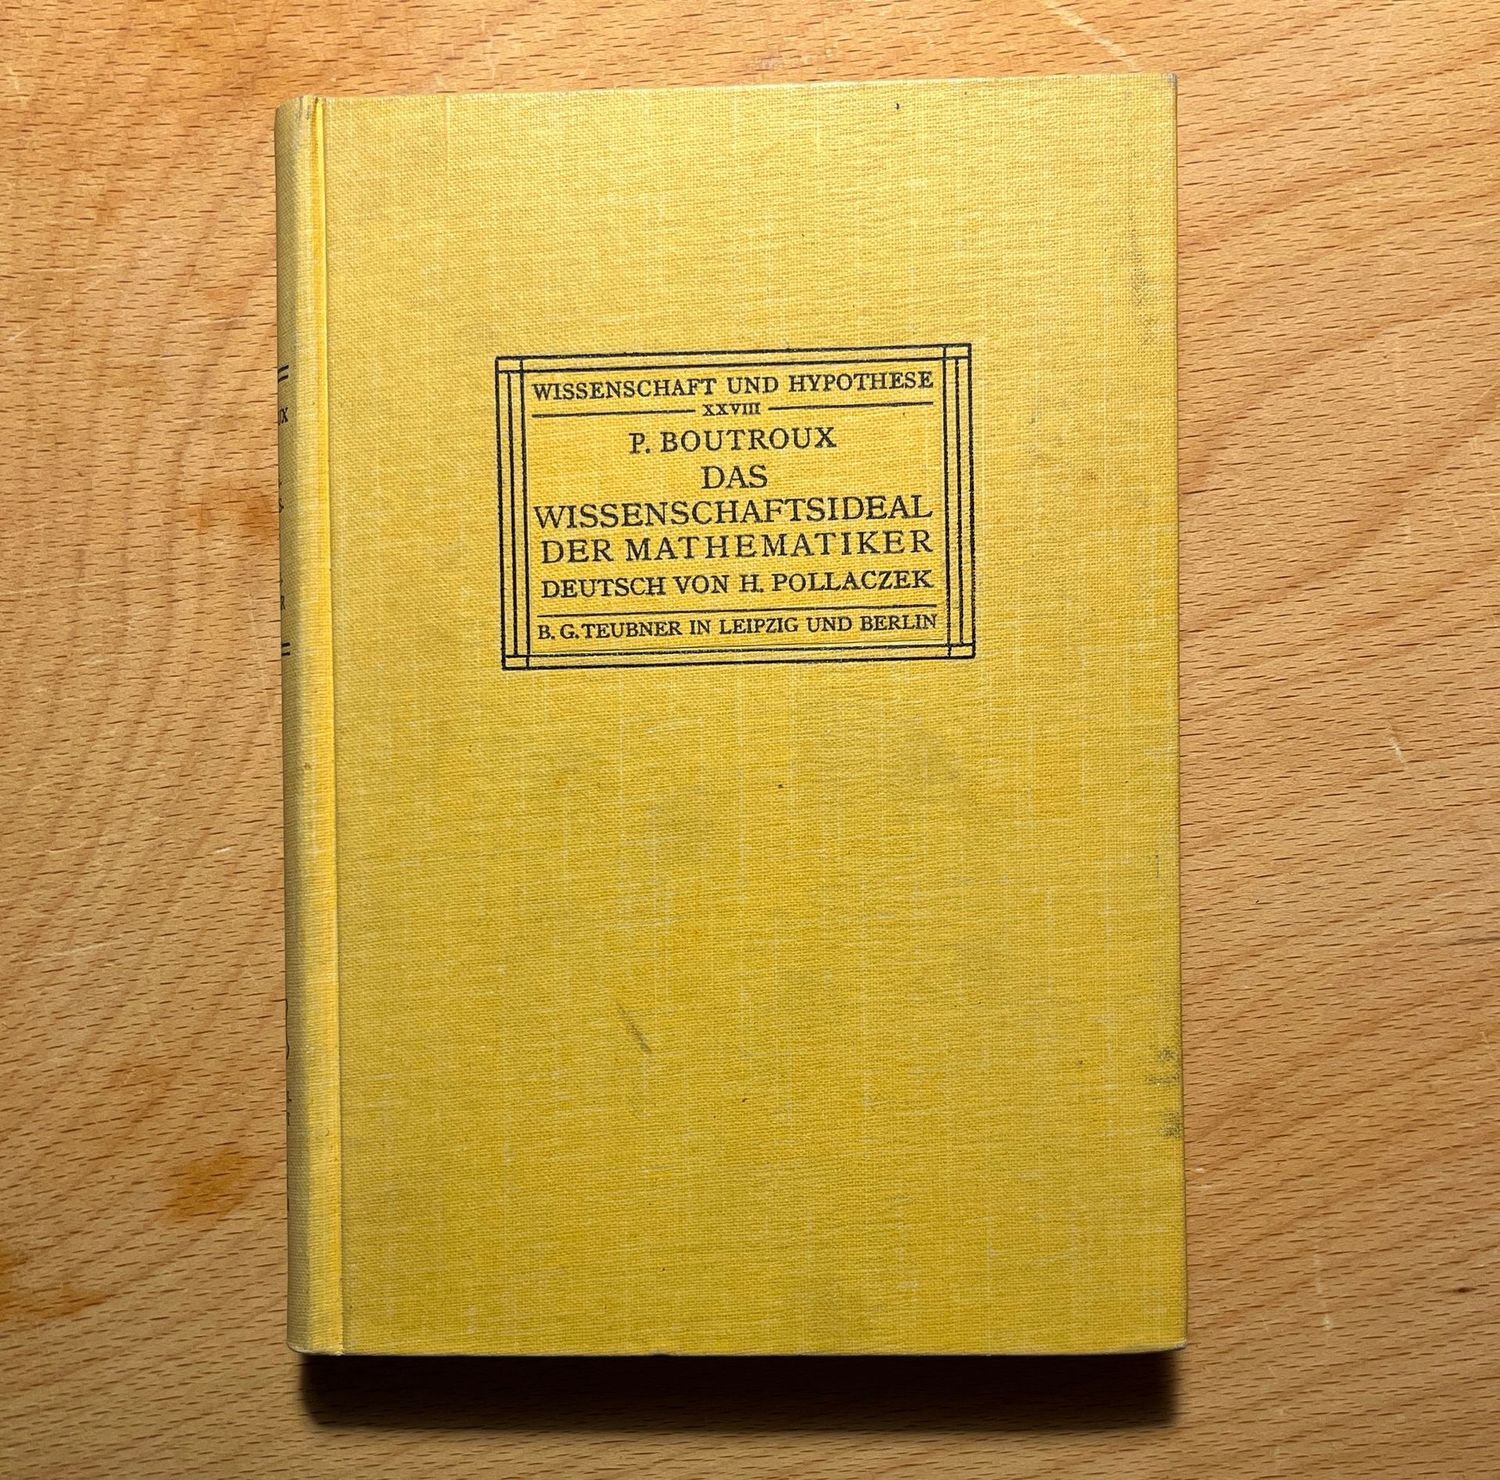 WISSENSCHAFT UND HYPOTHESE
XXVIII
P. BOUTROUX
DAS
WISSENSCHAFTSIDEAL
DER MATHEMATIKER
DEUTSCH VON H. POLLACZEK
B. G. TEUBNER IN LEIPZIG UND BERLIN